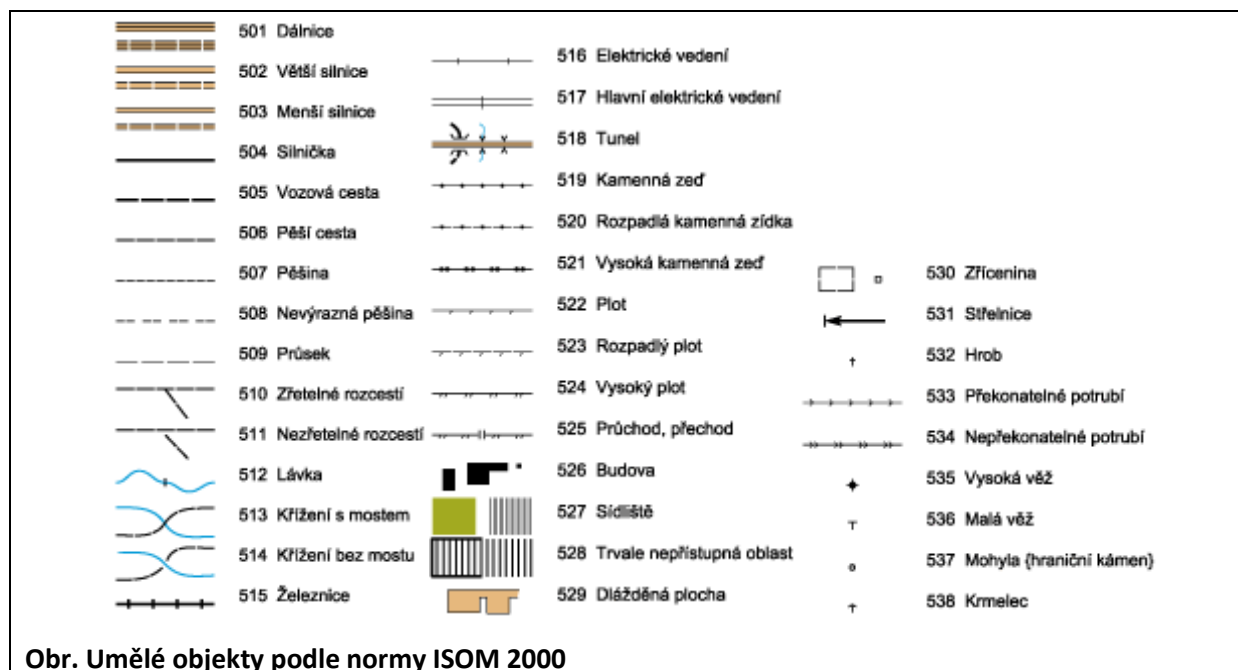 501 Dálnice
502 Větší silnice
503 Menší silnice
504 Silnička
505 Vozová cesta
506 Pěší cesta
507 Pěšina
508 Nevýrazná pěšina
509 Průsek
510 Zřetelné rozcestí
511 Nezřetelné rozcestí
512 Lávka
513 Křížení s mostem
514 Křížení bez mostu
515 Železnice
516 Elektrické vedení
517 Hlavní elektrické vedení
518 Tunel
519 Kamenná zeď
520 Rozpadlá kamenná zídka
521 Vysoká kamenná zeď
522 Plot
523 Rozpadlý plot
524 Vysoký plot
525 Průchod, přechod
526 Budova
527 Sídliště
528 Trvale nepřístupná oblast
529 Dlážděná plocha
530 Zřícenina
531 Střelnice
532 Hrob
533 Překonatelné potrubí
534 Nepřekonatelné potrubí
535 Vysoká věž
536 Malá věž
537 Mohyla {hraniční kámen}
538 Krmelec
Obr. Umělé objekty podle normy ISOM 2000